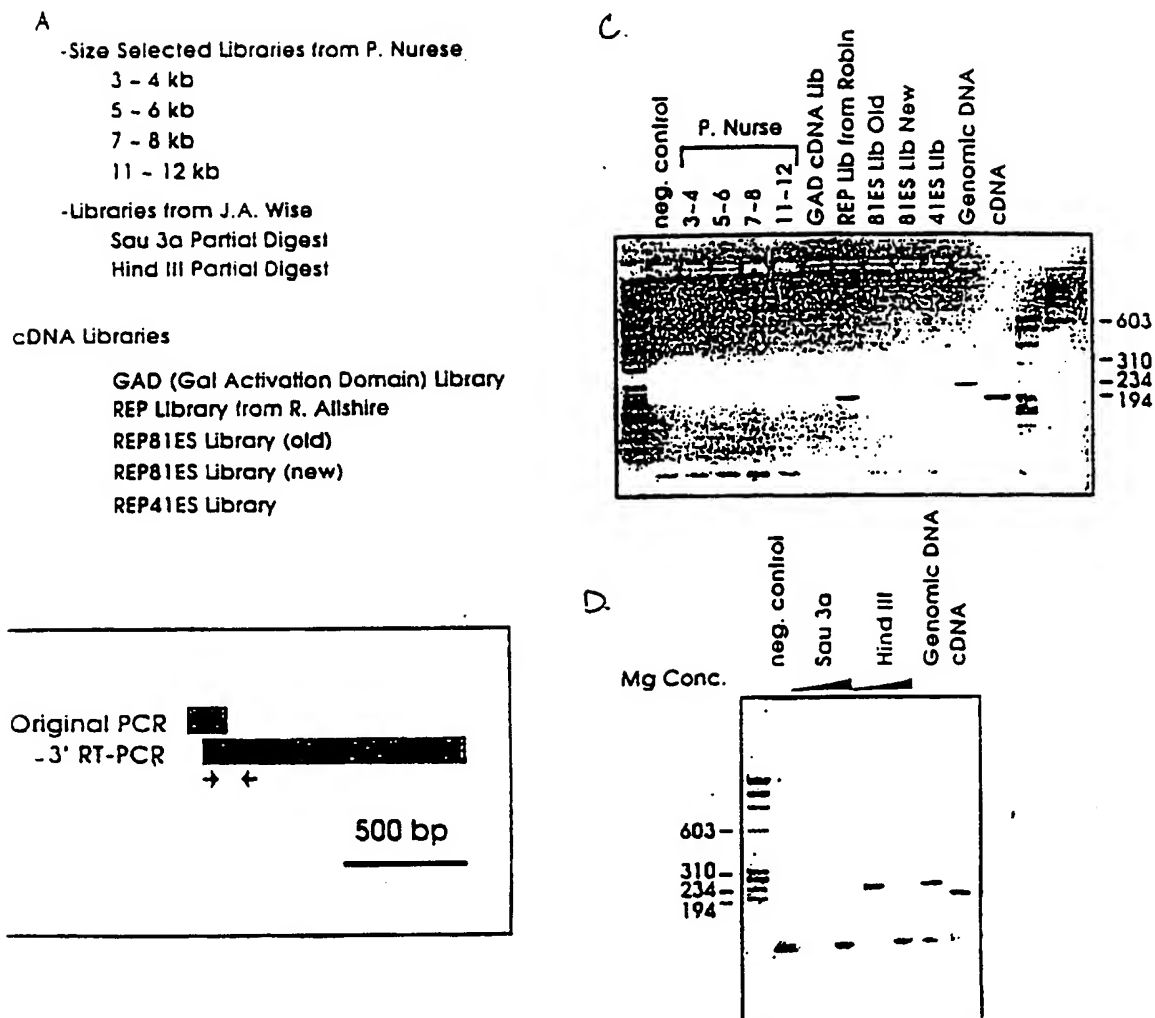 A
-Size Selected Libraries from P. Nurese
3 - 4 kb
5 - 6 kb
7 - 8 kb
11 - 12 kb
-Libraries from J.A. Wise
Sau 3a Partial Digest
Hind III Partial Digest
cDNA Libraries
GAD (Gal Activation Domain) Library
REP Library from R. Allshire
REP81ES Library (old)
REP81ES Library (new)
REP41ES Library
Original PCR
-3' RT-PCR
500 bp
C.
neg. control
P. Nurse
3-4
5-6
7-8
11-12
GAD cDNA Lib
REP Lib from Robin
81ES Lib Old
81ES Lib New
41ES Lib
Genomic DNA
cDNA
603
310
234
194
D.
neg. control
Sau 3a
Hind III
Genomic DNA
cDNA
Mg Conc.
603
310
234
194